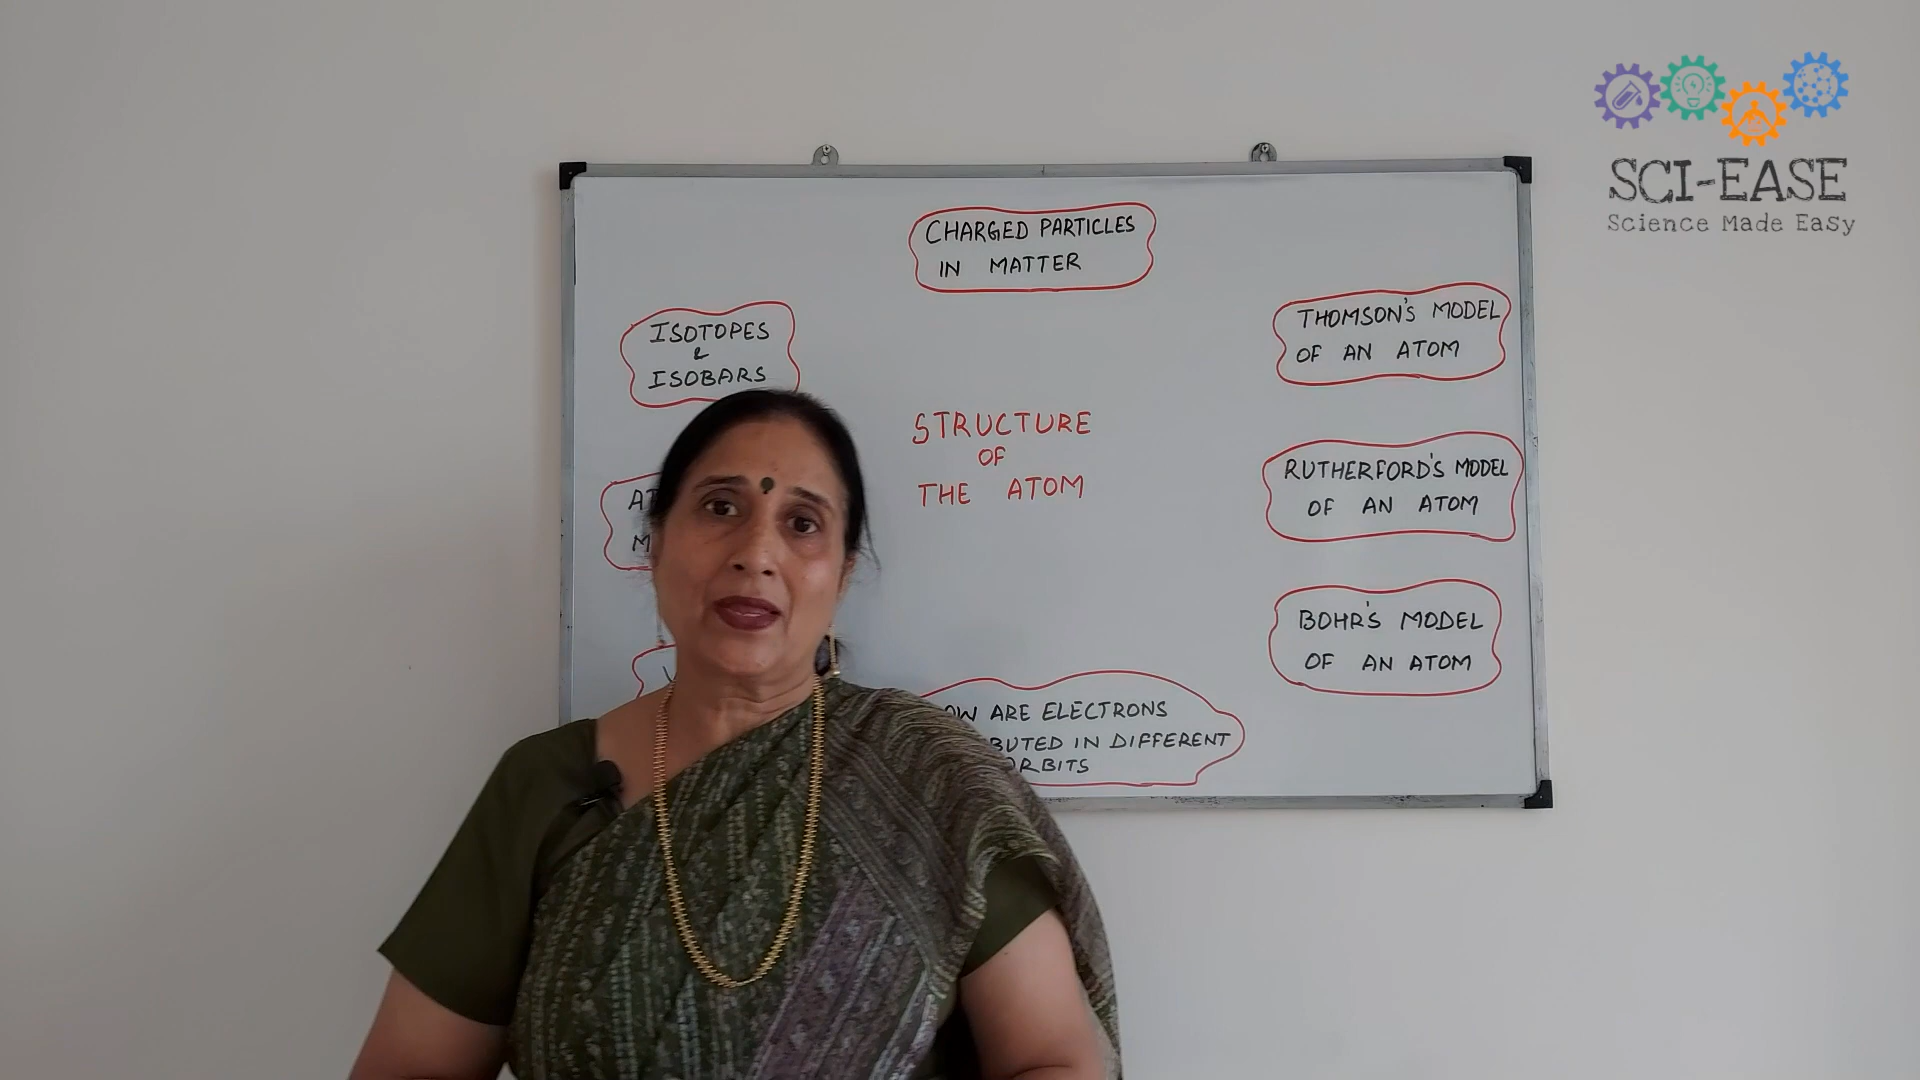 SCI-EASE
Science Made Easy
CHARGED PARTICLES
IN MATTER
ISOTOPES
&
ISOBARS
THOMSON'S MODEL
OF AN ATOM
STRUCTURE
OF
THE ATOM
RUTHERFORD'S MODEL
OF AN ATOM
BOHR'S MODEL
OF AN ATOM
ARE ELECTRONS
IN DIFFERENT